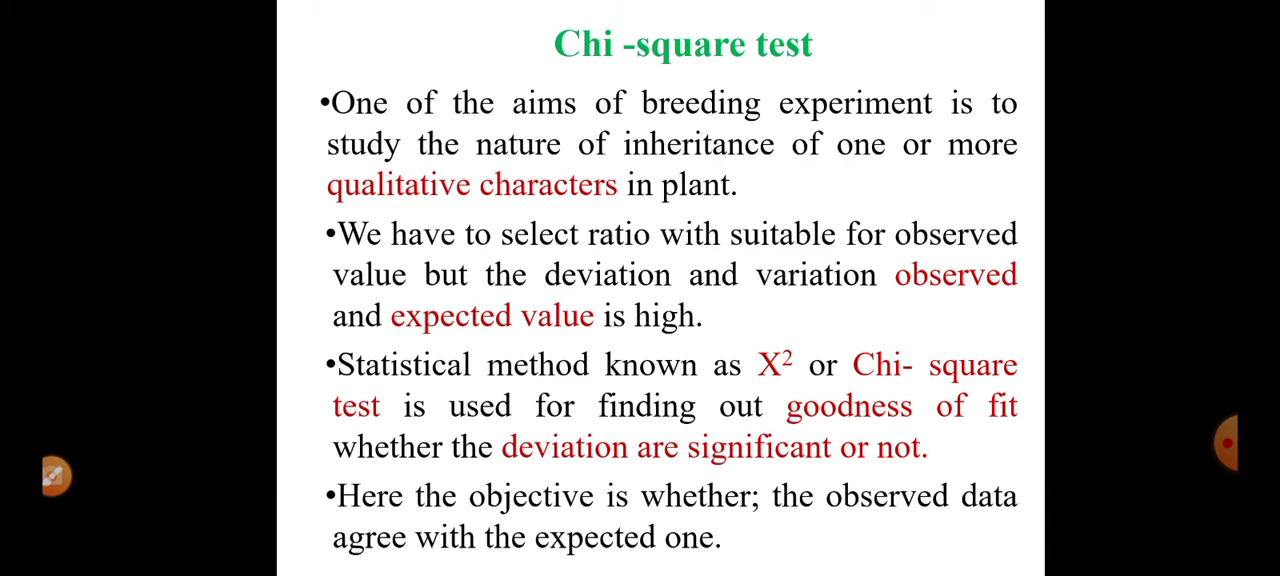 Chi -square test
•One of the aims of breeding experiment is to
study the nature of inheritance of one or more
qualitative characters in plant.
•We have to select ratio with suitable for observed
value but the deviation and variation observed
and expected value is high.
•Statistical method known as X² or Chi- square
test is used for finding out goodness of fit
whether the deviation are significant or not.
•Here the objective is whether; the observed data
agree with the expected one.